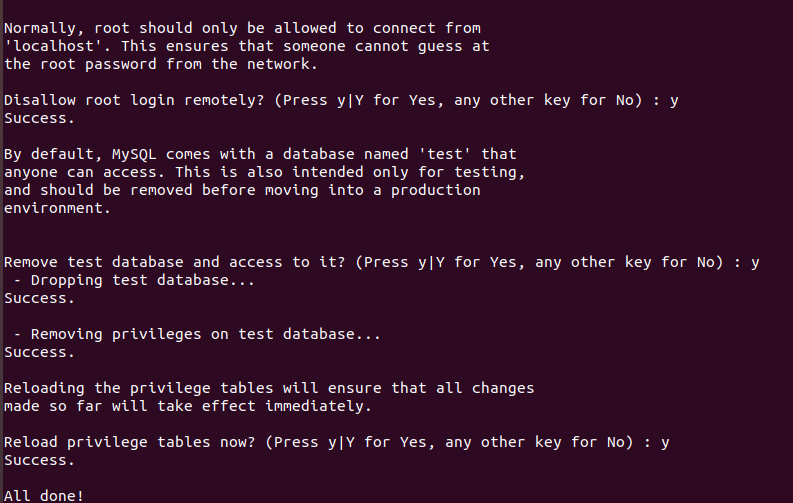 Normally, root should only be allowed to connect from
'localhost'. This ensures that someone cannot guess at
the root password from the network.
Disallow root login remotely? (Press y|Y for Yes, any other key for No) : y
Success.
By default, MySQL comes with a database named 'test' that
anyone can access. This is also intended only for testing,
and should be removed before moving into a production
environment.
Remove test database and access to it? (Press y|Y for Yes, any other key for No) : y
- Dropping test database...
Success.
- Removing privileges on test database...
Success.
Reloading the privilege tables will ensure that all changes
made so far will take effect immediately.
Reload privilege tables now? (Press y|Y for Yes, any other key for No) : y
Success.
All done!